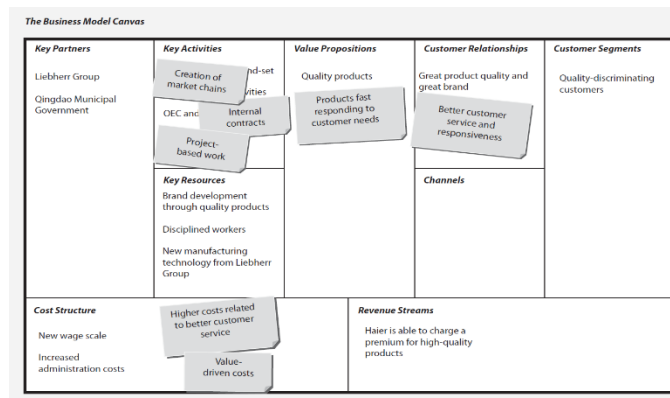 The Business Model Canvas
Key Partners
Liebherr Group
Qingdao Municipal
Government
Key Activities
Creation of
market chains
nd-set
vities
OEC and
Internal
contracts
Project-
based work
Key Resources
Brand development
through quality products
Disciplined workers
New manufacturing
technology from Liebherr
Group
Value Propositions
Quality products
Products fast
responding to
customer needs
Customer Relationships
Great product quality and
great brand
Better customer
service and
responsiveness
Channels
Customer Segments
Quality-discriminating
customers
Cost Structure
New wage scale
Increased
administration costs
Higher costs related
to better customer
service
Value-
driven costs
Revenue Streams
Haier is able to charge a
premium for high-quality
products